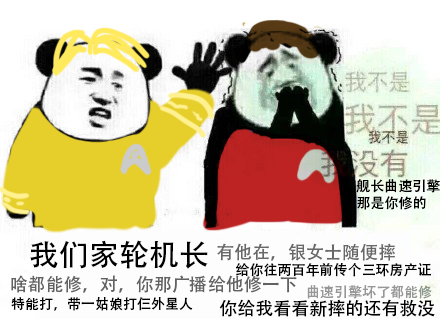 我不是
我不是
我不是
我没有
舰长曲速引擎
那是你修的
我们家轮机长
有他在，银女士随便摔
给你往两百年前传个三环房产证
啥都能修，对，你那广播给他修一下
曲速引擎坏了都能修
特能打，带一姑娘打仨外星人
你给我看看新摔的还有救没